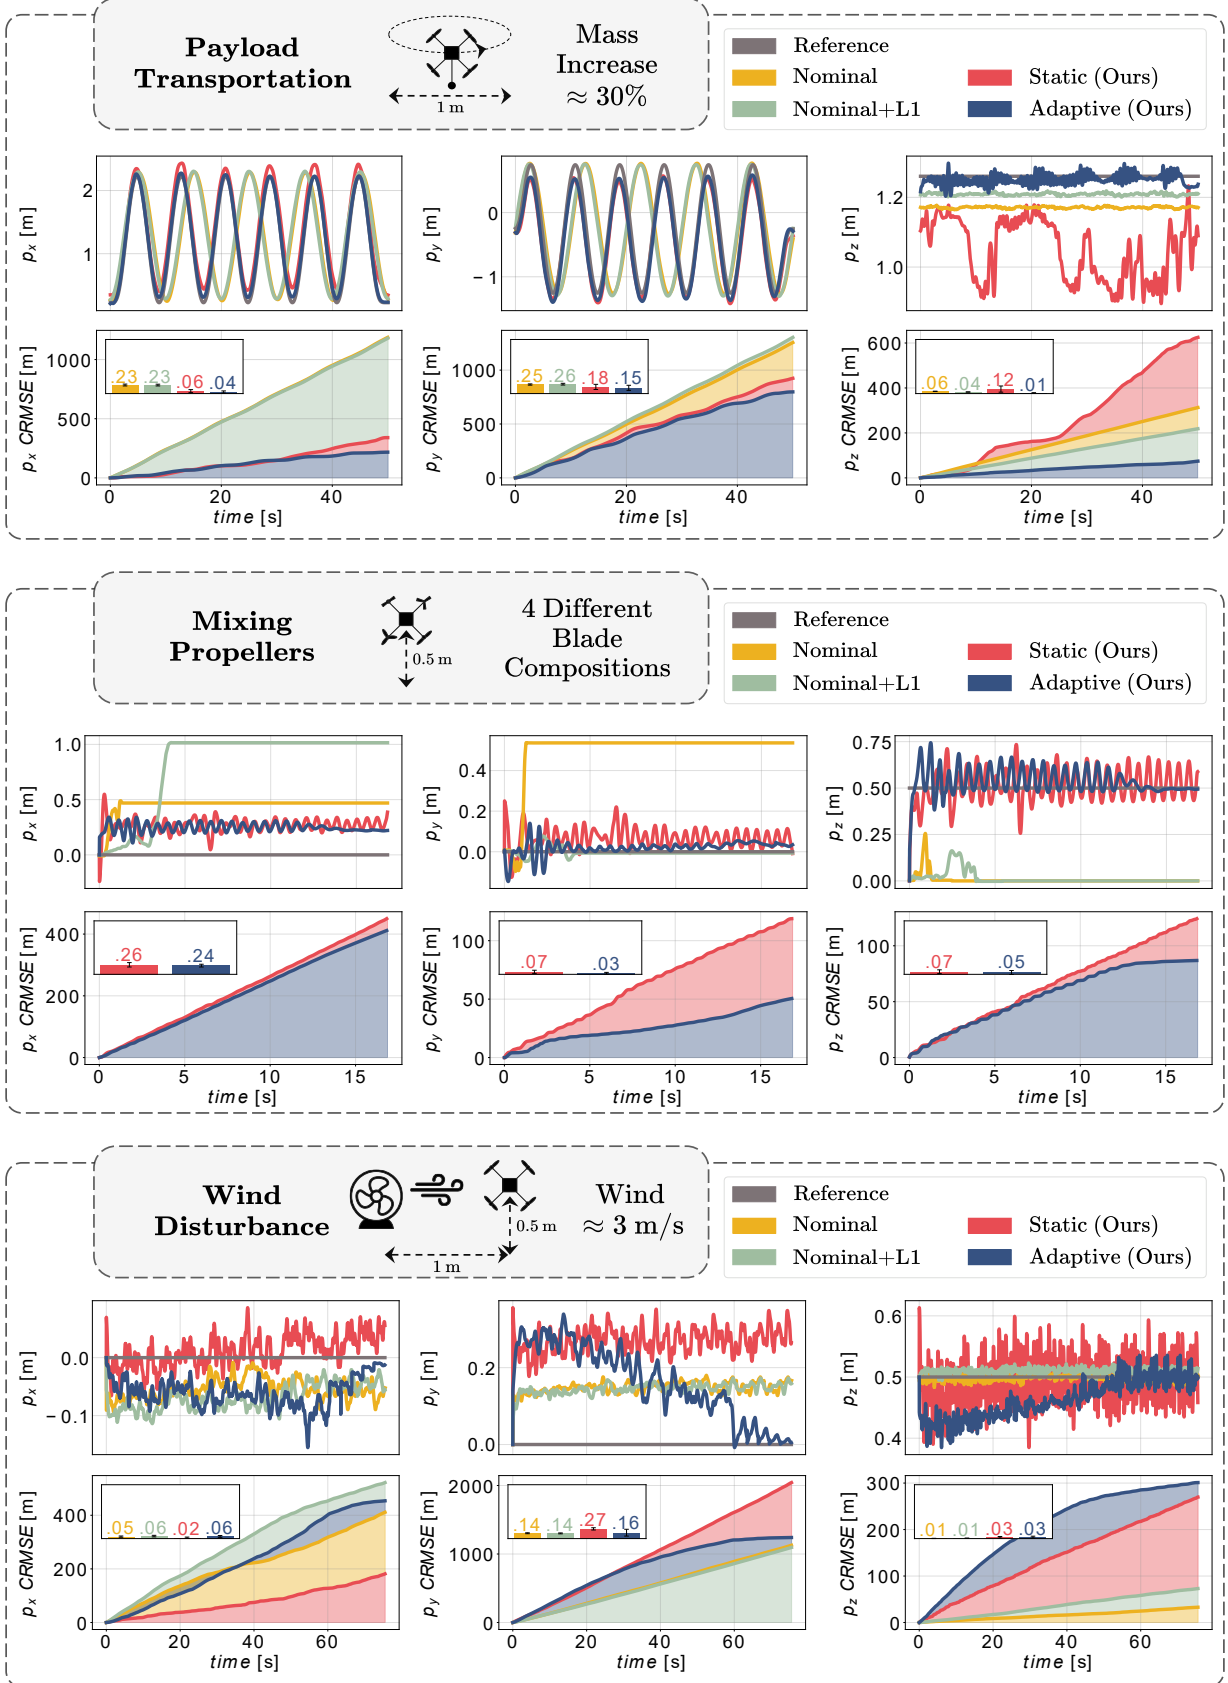 Payload
Transportation
1 m
Mass
Increase
≈ 30%
Reference
Nominal
Nominal+L1
Static (Ours)
Adaptive (Ours)
p_x [m]
2
1
p_y [m]
0
−1
p_z [m]
1.2
1.0
p_x CRMSE [m]
1000
500
0
.23 .23 .06 .04
0 20 40
time [s]
p_y CRMSE [m]
1000
500
0
.25 .26 .18 .15
0 20 40
time [s]
p_z CRMSE [m]
600
400
200
0
.06 .04 .12 .01
0 20 40
time [s]
Mixing
Propellers
0.5 m
4 Different
Blade
Compositions
Reference
Nominal
Nominal+L1
Static (Ours)
Adaptive (Ours)
p_x [m]
1.0
0.5
0.0
p_y [m]
0.4
0.2
0.0
p_z [m]
0.75
0.50
0.25
0.00
p_x CRMSE [m]
400
200
0
.26 .24
0 5 10 15
time [s]
p_y CRMSE [m]
100
50
0
.07 .03
0 5 10 15
time [s]
p_z CRMSE [m]
100
50
0
.07 .05
0 5 10 15
time [s]
Wind
Disturbance
0.5 m
1 m
Wind
≈ 3 m/s
Reference
Nominal
Nominal+L1
Static (Ours)
Adaptive (Ours)
p_x [m]
0.0
−0.1
p_y [m]
0.2
0.0
p_z [m]
0.6
0.5
0.4
p_x CRMSE [m]
400
200
0
.05 .06 .02 .06
0 20 40 60
time [s]
p_y CRMSE [m]
2000
1000
0
.14 .14 .27 .16
0 20 40 60
time [s]
p_z CRMSE [m]
300
200
100
0
.01 .01 .03 .03
0 20 40 60
time [s]